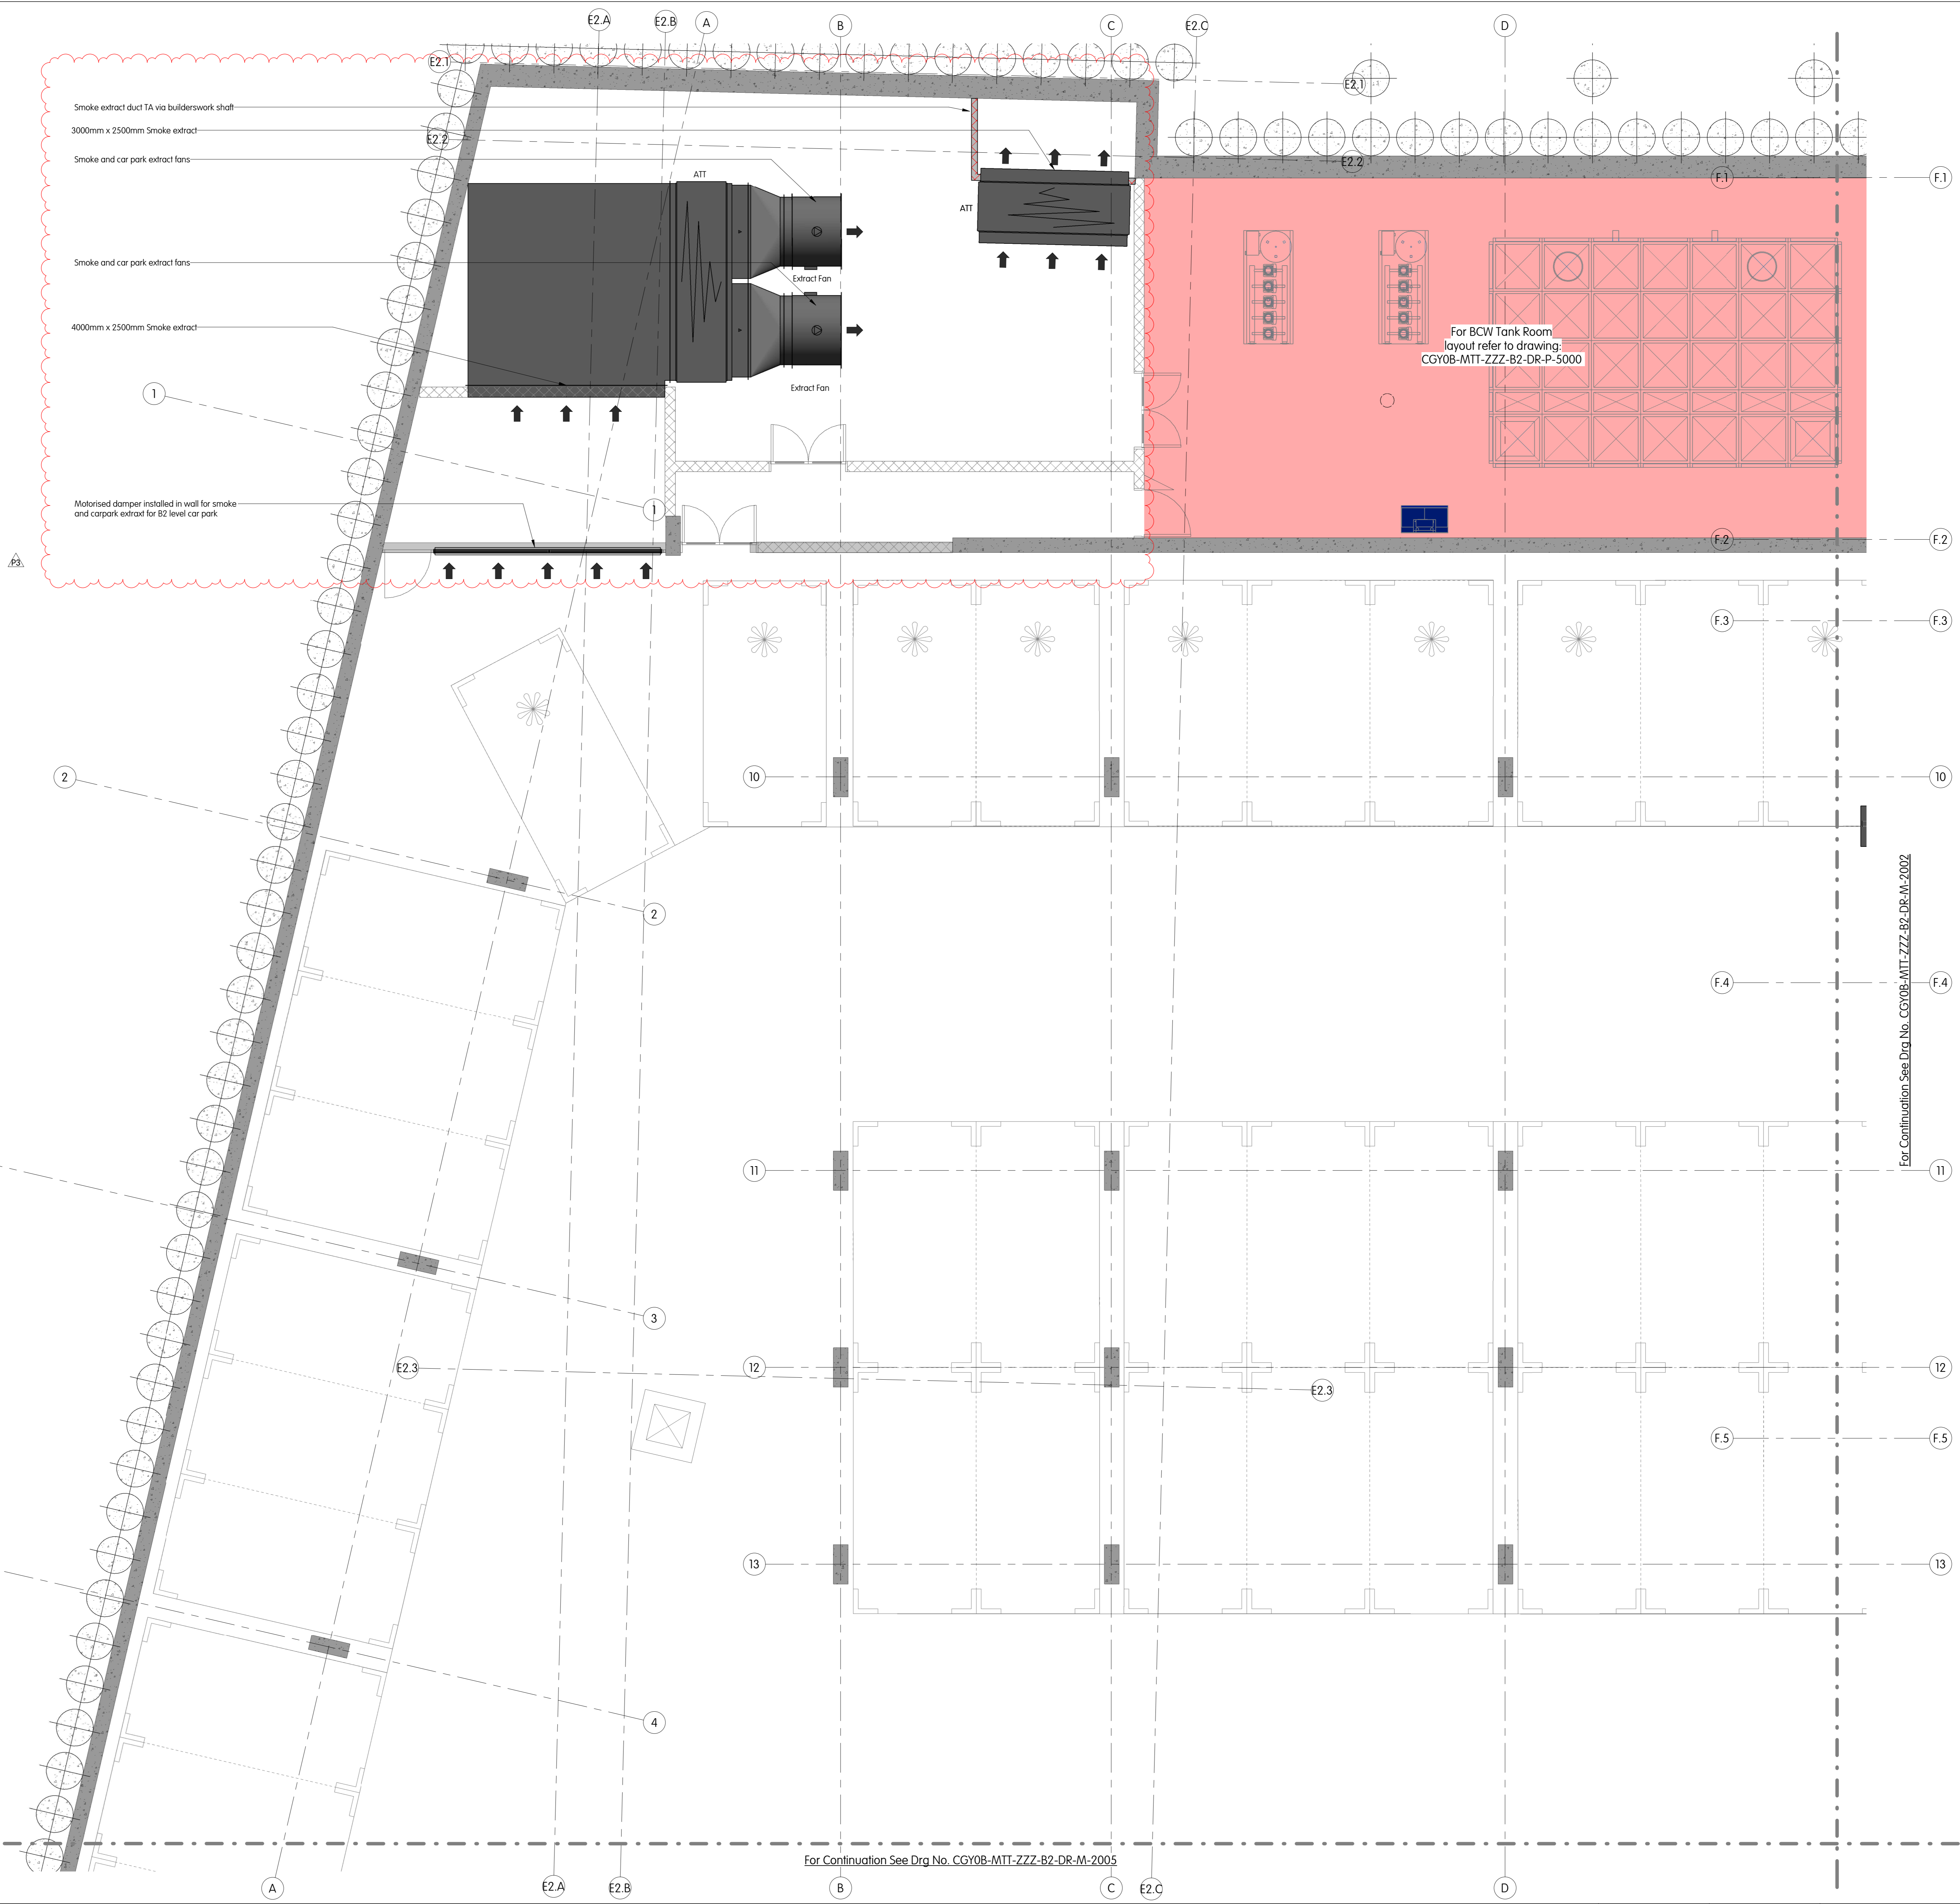 E2.A
E2.B
A
B
C
E2.C
D
E2.1
E2.1
Smoke extract duct TA via builderswork shaft
3000mm x 2500mm Smoke extract
E2.2
E2.2
Smoke and car park extract fans
ATT
F.1
F.1
ATT
Smoke and car park extract fans
Extract Fan
4000mm x 2500mm Smoke extract
For BCW Tank Room
layout refer to drawing:
CGY0B-MTT-ZZZ-B2-DR-P-5000
Extract Fan
1
Motorised damper installed in wall for smoke
and carpark extraxt for B2 level car park
1
P3
F.2
F.2
F.3
F.3
2
10
10
2
For Continuation See Drg No. CGY0B-MTT-ZZZ-B2-DR-M-2002
F.4
F.4
11
11
3
E2.3
12
12
E2.3
F.5
F.5
13
13
4
For Continuation See Drg No. CGY0B-MTT-ZZZ-B2-DR-M-2005
A
E2.A
E2.B
B
C
E2.C
D